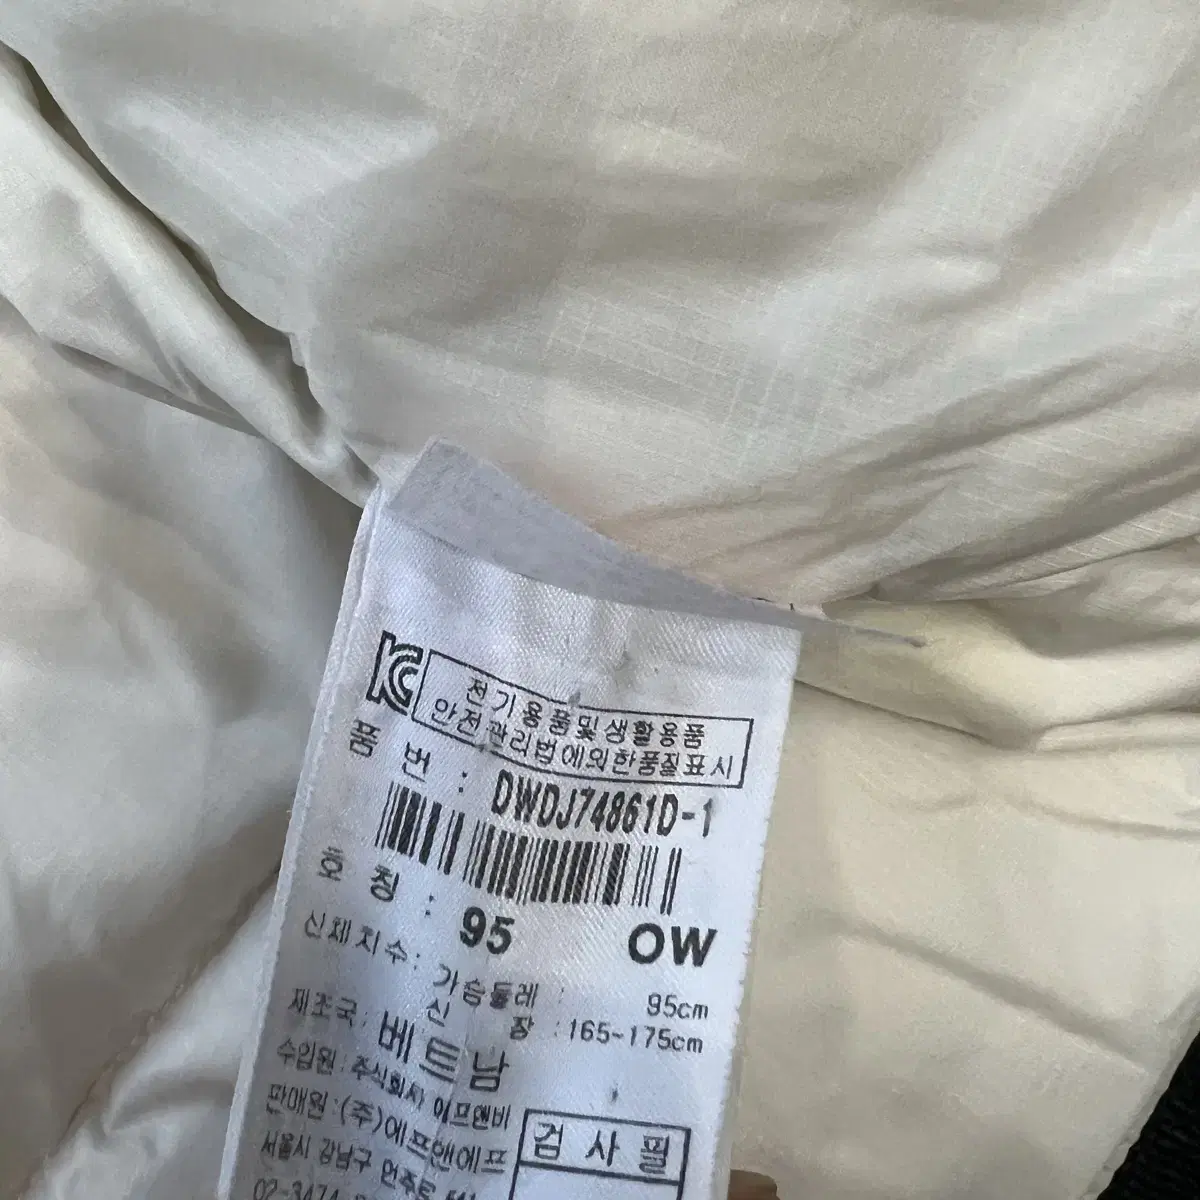 KC
전기용품및생활용품
안전관리법에의한품질표시
품 번 : DWDJ74861D-1
호 칭 : 95 OW
신체치수: 가슴둘레 : 95cm
신 장 : 165-175cm
제조국: 베트남
수입원: 주식회사 에프앤비
판매원:(주)에프앤에프
서울시 강남구 언주로
02-3474
검사필